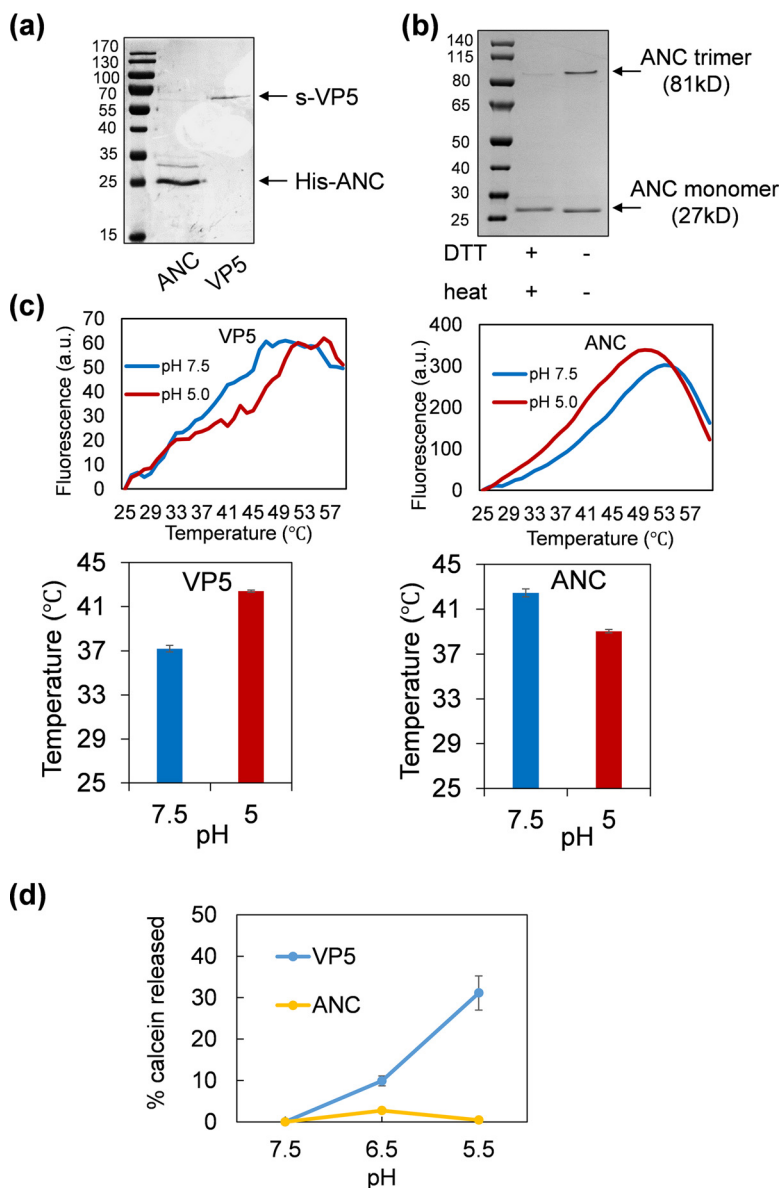 (a)
170
130
100
70
55
40
35
25
15
s-VP5
His-ANC
ANC
VP5
(b)
140
115
80
65
50
40
30
25
ANC trimer
(81kD)
ANC monomer
(27kD)
DTT + -
heat + -
(c)
70
60
50
40
30
20
10
0
Fluorescence (a.u.)
VP5
pH 7.5
pH 5.0
25 29 33 37 41 45 49 53 57
Temperature (℃)
400
300
200
100
0
Fluorescence (a.u.)
ANC
pH 7.5
pH 5.0
25 29 33 37 41 45 49 53 57
Temperature (℃)
45
41
37
33
29
25
Temperature (℃)
VP5
7.5 5
pH
45
41
37
33
29
25
Temperature (℃)
ANC
7.5 5
pH
(d)
50
40
30
20
10
0
% calcein released
VP5
ANC
7.5 6.5 5.5
pH